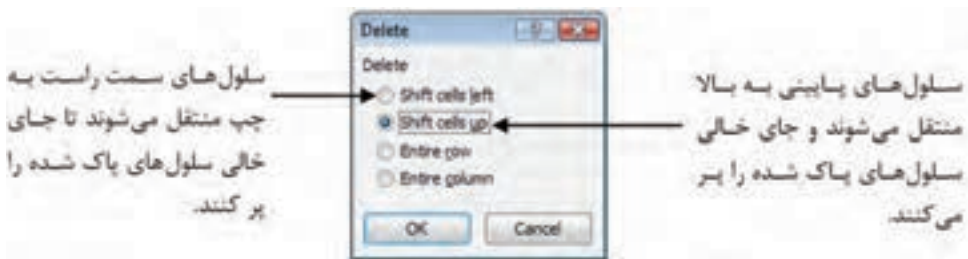 سلول‌های سمت راست به
چپ منتقل می‌شوند تا جای
خالی سلول‌های پاک شده را
پر کنند.
Delete
Delete
Shift cells left
Shift cells up
Entire row
Entire column
OK
Cancel
سلول‌های پایینی به بالا
منتقل می‌شوند و جای خالی
سلول‌های پاک شده را پر
می‌کنند.